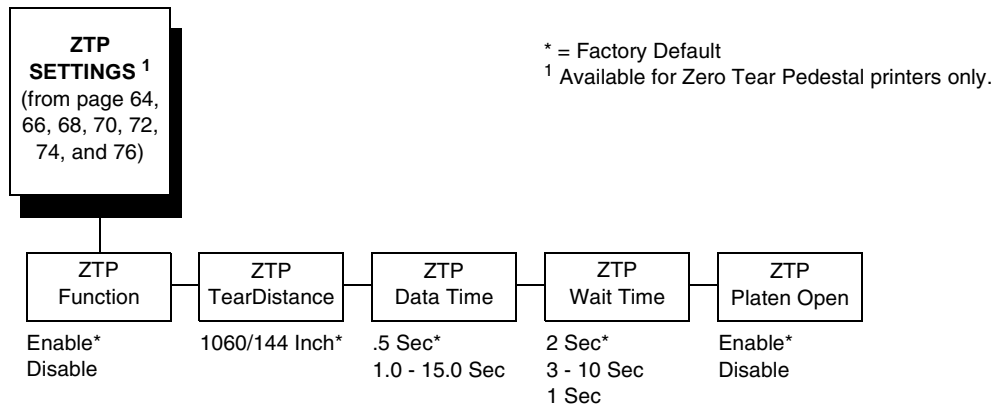 ZTP
SETTINGS 1
(from page 64,
66, 68, 70, 72,
74, and 76)
* = Factory Default
1 Available for Zero Tear Pedestal printers only.
ZTP
Function
Enable*
Disable
ZTP
TearDistance
1060/144 Inch*
ZTP
Data Time
.5 Sec*
1.0 - 15.0 Sec
ZTP
Wait Time
2 Sec*
3 - 10 Sec
1 Sec
ZTP
Platen Open
Enable*
Disable